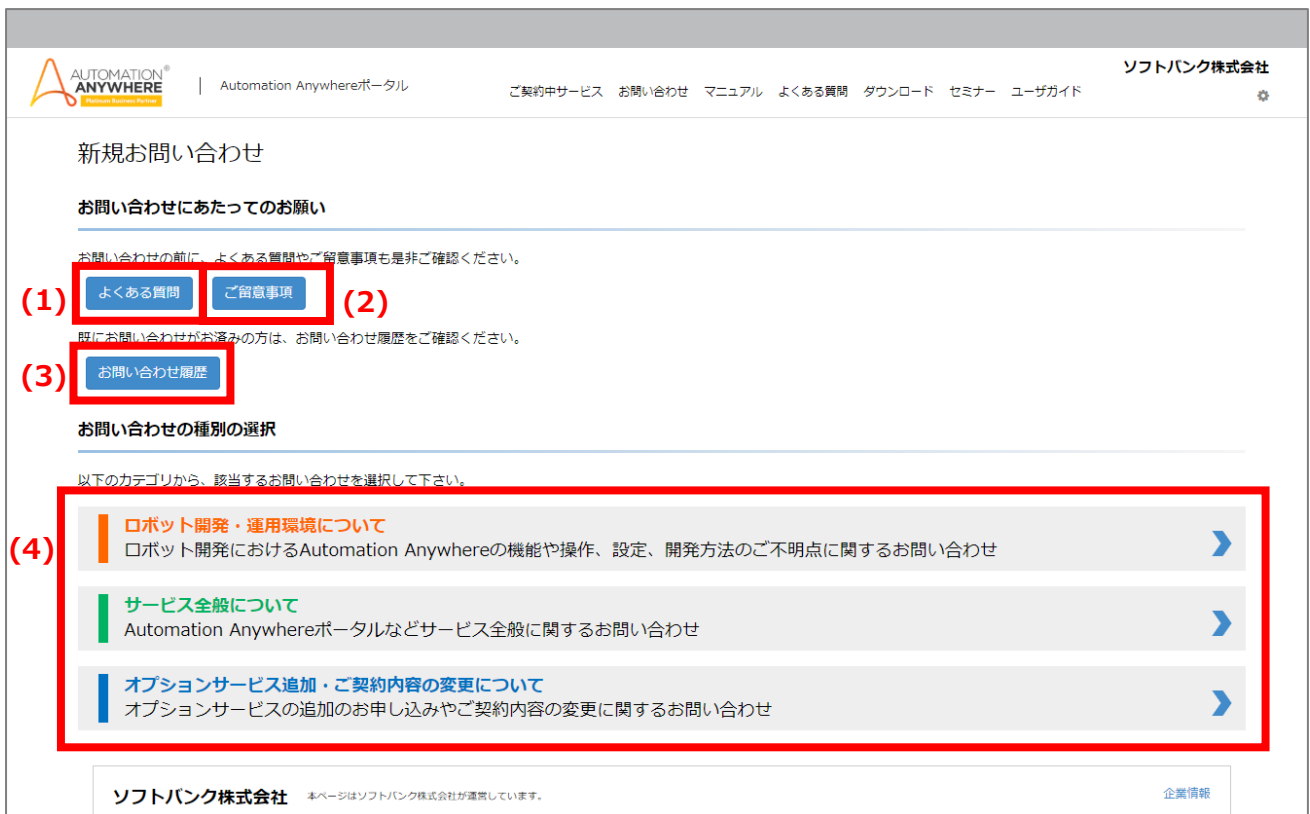 AUTOMATION®
ANYWHERE
Platinum Business Partner
Automation Anywhereポータル
ご契約中サービス お問い合わせ マニュアル よくある質問 ダウンロード セミナー ユーザガイド
ソフトバンク株式会社
新規お問い合わせ
お問い合わせにあたってのお願い
お問い合わせの前に、よくある質問やご留意事項も是非ご確認ください。
(1) よくある質問 ご留意事項 (2)
既にお問い合わせがお済みの方は、お問い合わせ履歴をご確認ください。
(3) お問い合わせ履歴
お問い合わせの種別の選択
以下のカテゴリから、該当するお問い合わせを選択して下さい。
(4)
ロボット開発・運用環境について
ロボット開発におけるAutomation Anywhereの機能や操作、設定、開発方法のご不明点に関するお問い合わせ
サービス全般について
Automation Anywhereポータルなどサービス全般に関するお問い合わせ
オプションサービス追加・ご契約内容の変更について
オプションサービスの追加のお申し込みやご契約内容の変更に関するお問い合わせ
ソフトバンク株式会社 本ページはソフトバンク株式会社が運営しています。 企業情報